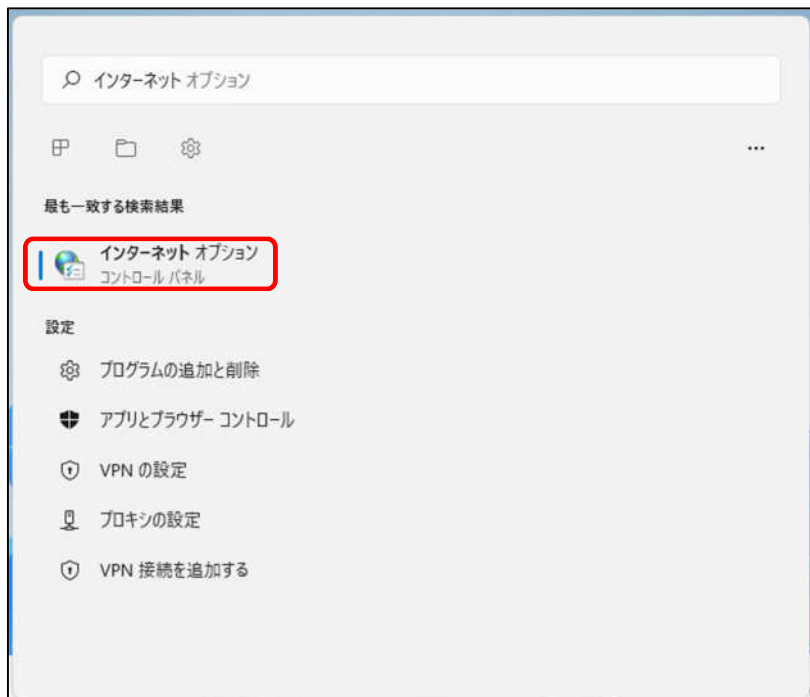 インターネット オプション
最も一致する検索結果
インターネット オプション
コントロール パネル
設定
プログラムの追加と削除
アプリとブラウザー コントロール
VPN の設定
プロキシの設定
VPN 接続を追加する